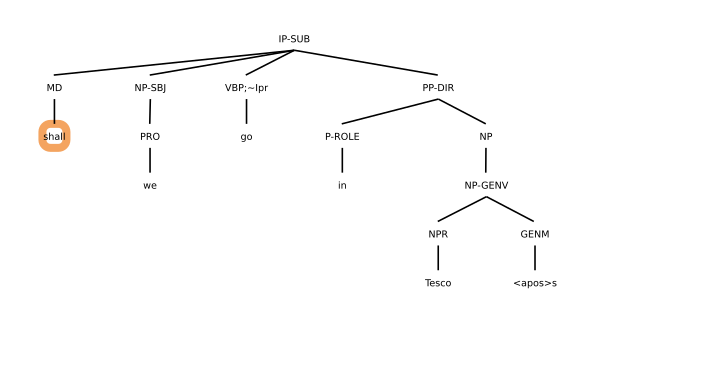 IP-SUB
MD NP-SBJ VBP;~Ipr PP-DIR
shall PRO go P-ROLE NP
we in NP-GENV
NPR GENM
Tesco <apos>s